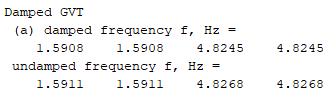 Damped GVT
(a) damped frequency f, Hz =
1.5908 1.5908 4.8245 4.8245
undamped frequency f, Hz =
1.5911 1.5911 4.8268 4.8268